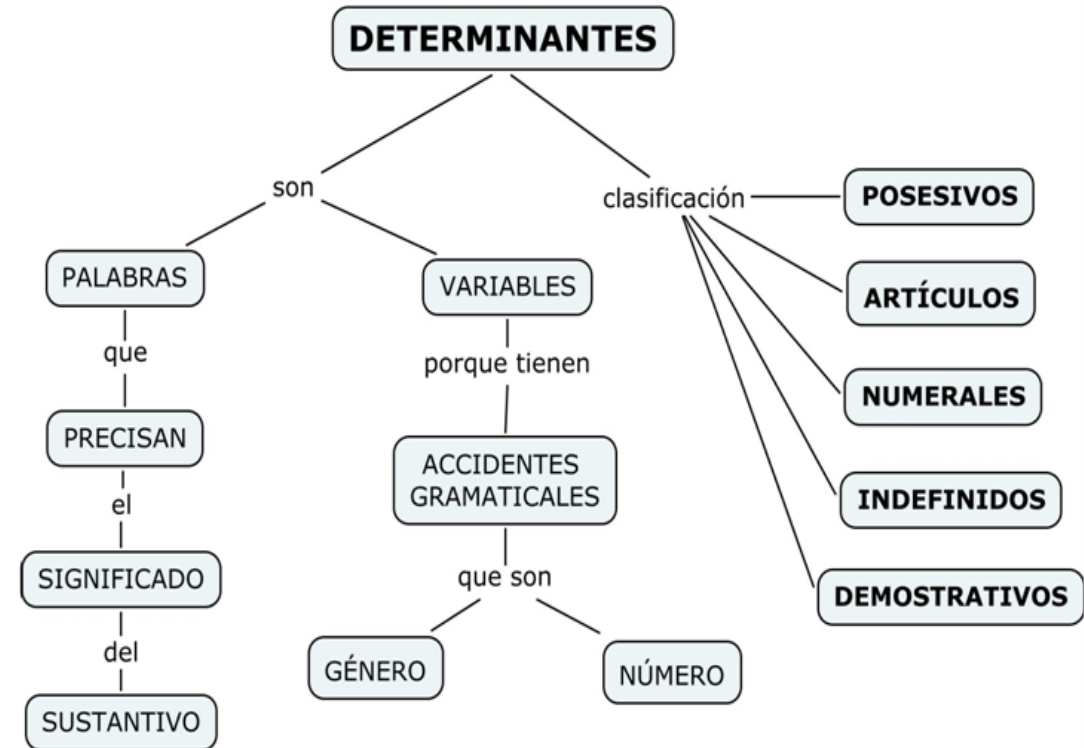 DETERMINANTES
son
PALABRAS
que
PRECISAN
el
SIGNIFICADO
del
SUSTANTIVO
VARIABLES
porque tienen
ACCIDENTES
GRAMATICALES
que son
GÉNERO
NÚMERO
clasificación
POSESIVOS
ARTÍCULOS
NUMERALES
INDEFINIDOS
DEMOSTRATIVOS